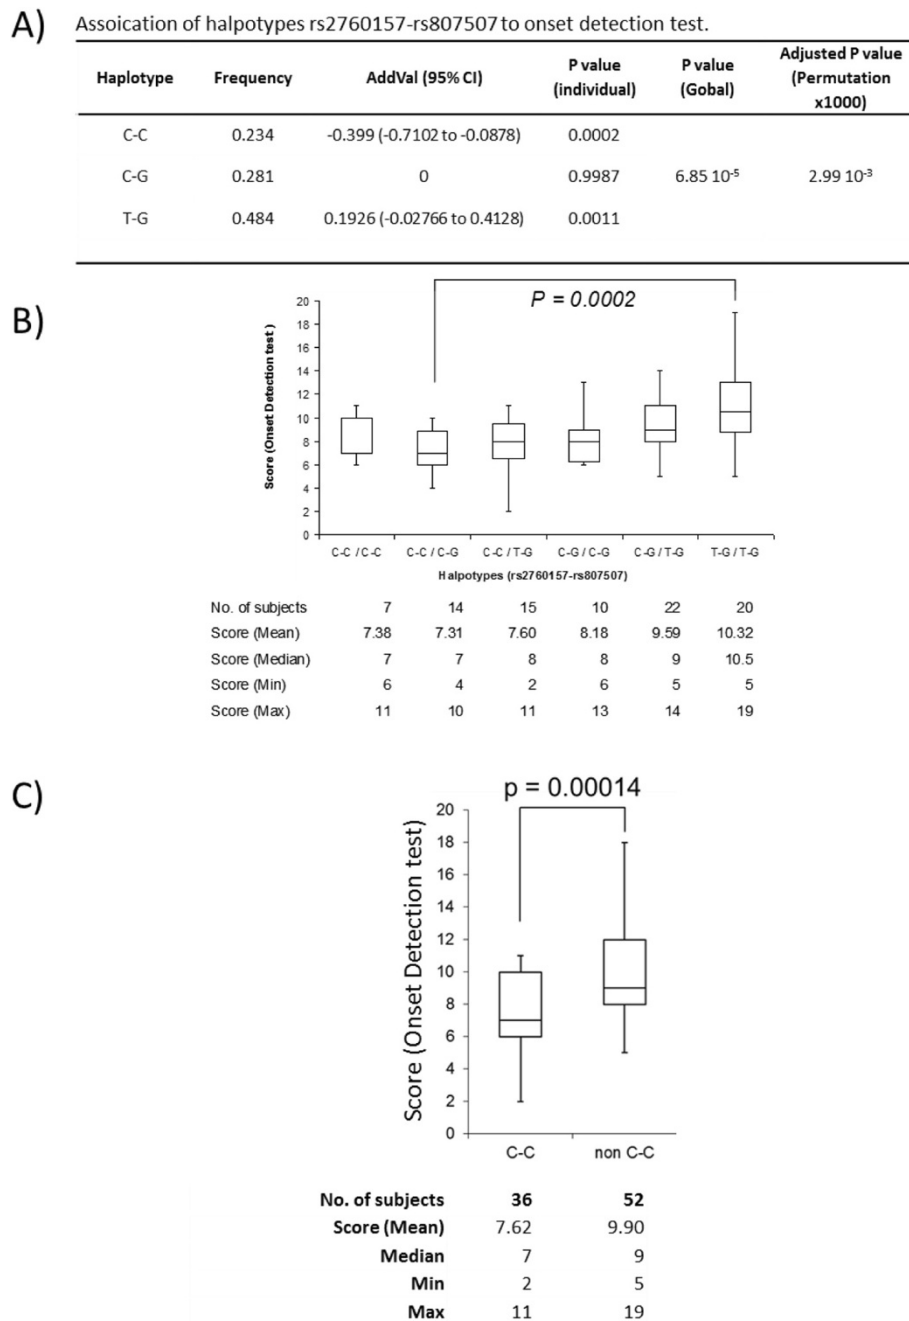 A)
Assoication of halpotypes rs2760157-rs807507 to onset detection test.
Haplotype Frequency AddVal (95% CI) P value (individual) P value (Gobal) Adjusted P value (Permutation x1000)
C-C 0.234 -0.399 (-0.7102 to -0.0878) 0.0002
C-G 0.281 0 0.9987 6.85 10-5 2.99 10-3
T-G 0.484 0.1926 (-0.02766 to 0.4128) 0.0011
B)
P = 0.0002
Score (Onset Detection test )
20
18
16
14
12
10
8
6
4
2
0
C-C / C-C C-C / C-G C-C / T-G C-G / C-G C-G / T-G T-G / T-G
Halpotypes (rs2760157-rs807507)
No. of subjects 7 14 15 10 22 20
Score (Mean) 7.38 7.31 7.60 8.18 9.59 10.32
Score (Median) 7 7 8 8 9 10.5
Score (Min) 6 4 2 6 5 5
Score (Max) 11 10 11 13 14 19
C)
p = 0.00014
Score (Onset Detection test)
20
18
16
14
12
10
8
6
4
2
0
C-C non C-C
No. of subjects 36 52
Score (Mean) 7.62 9.90
Median 7 9
Min 2 5
Max 11 19